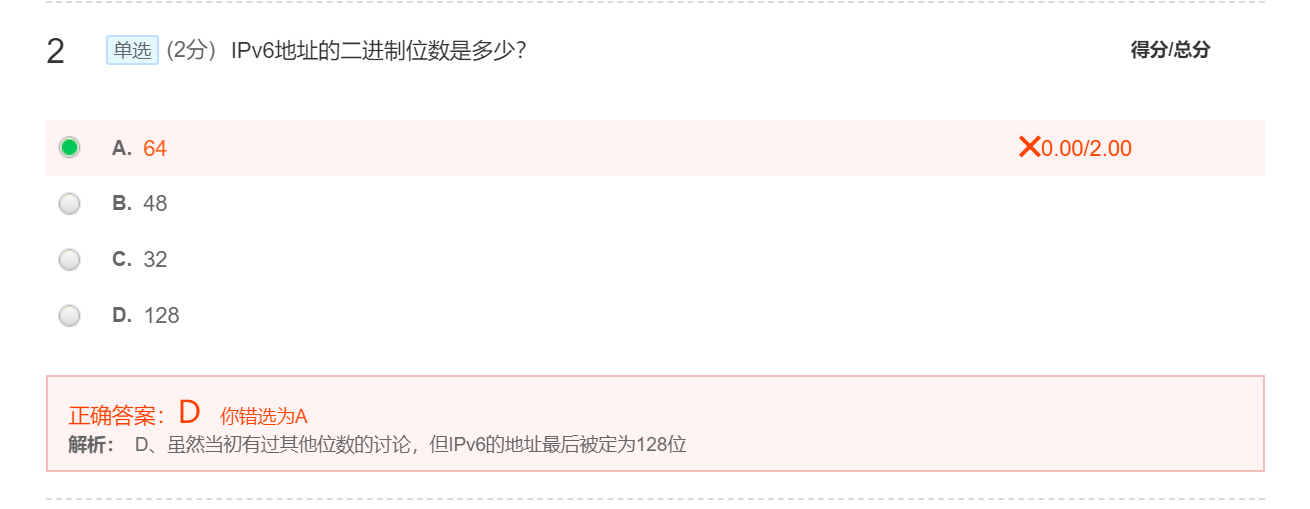 2 单选 (2分) IPv6地址的二进制位数是多少? 得分/总分
A. 64 ×0.00/2.00
B. 48
C. 32
D. 128
正确答案：D 你错选为A
解析： D、虽然当初有过其他位数的讨论，但IPv6的地址最后被定为128位